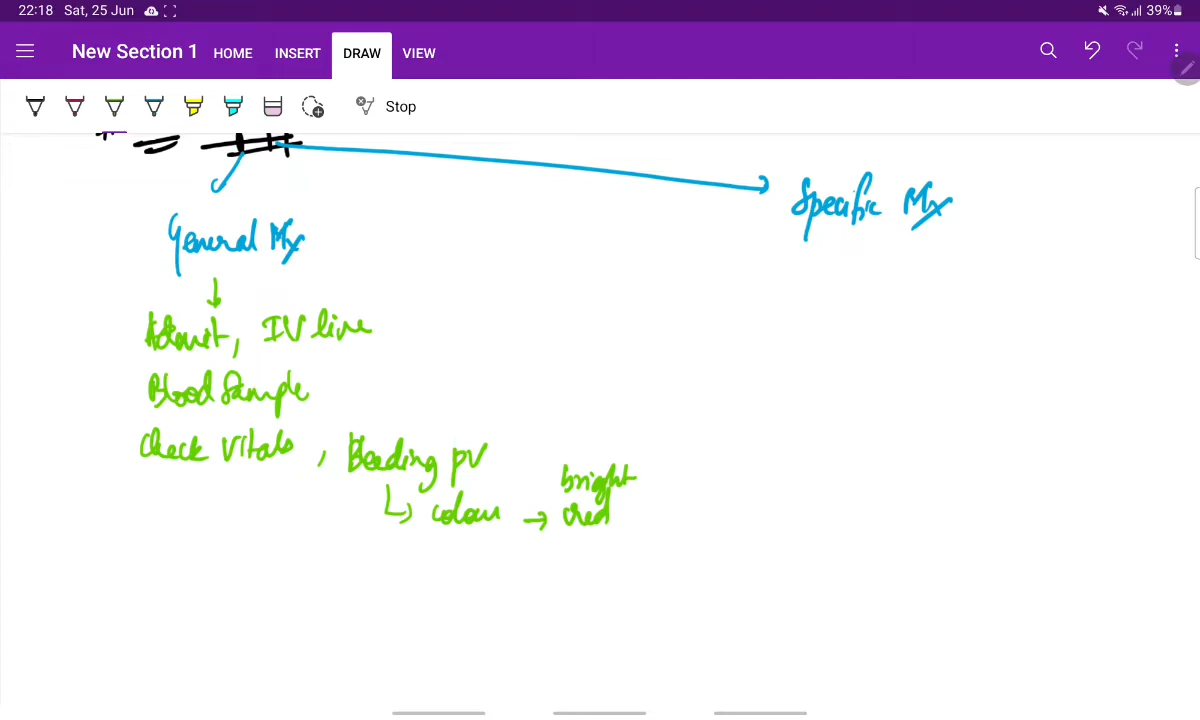 22:18 Sat, 25 Jun 39%
New Section 1 HOME INSERT DRAW VIEW
Stop
Specific Mx
General Mx
Admit, IV line
Blood Sample
Check Vitals, Bleeding PV
bright
colour → red